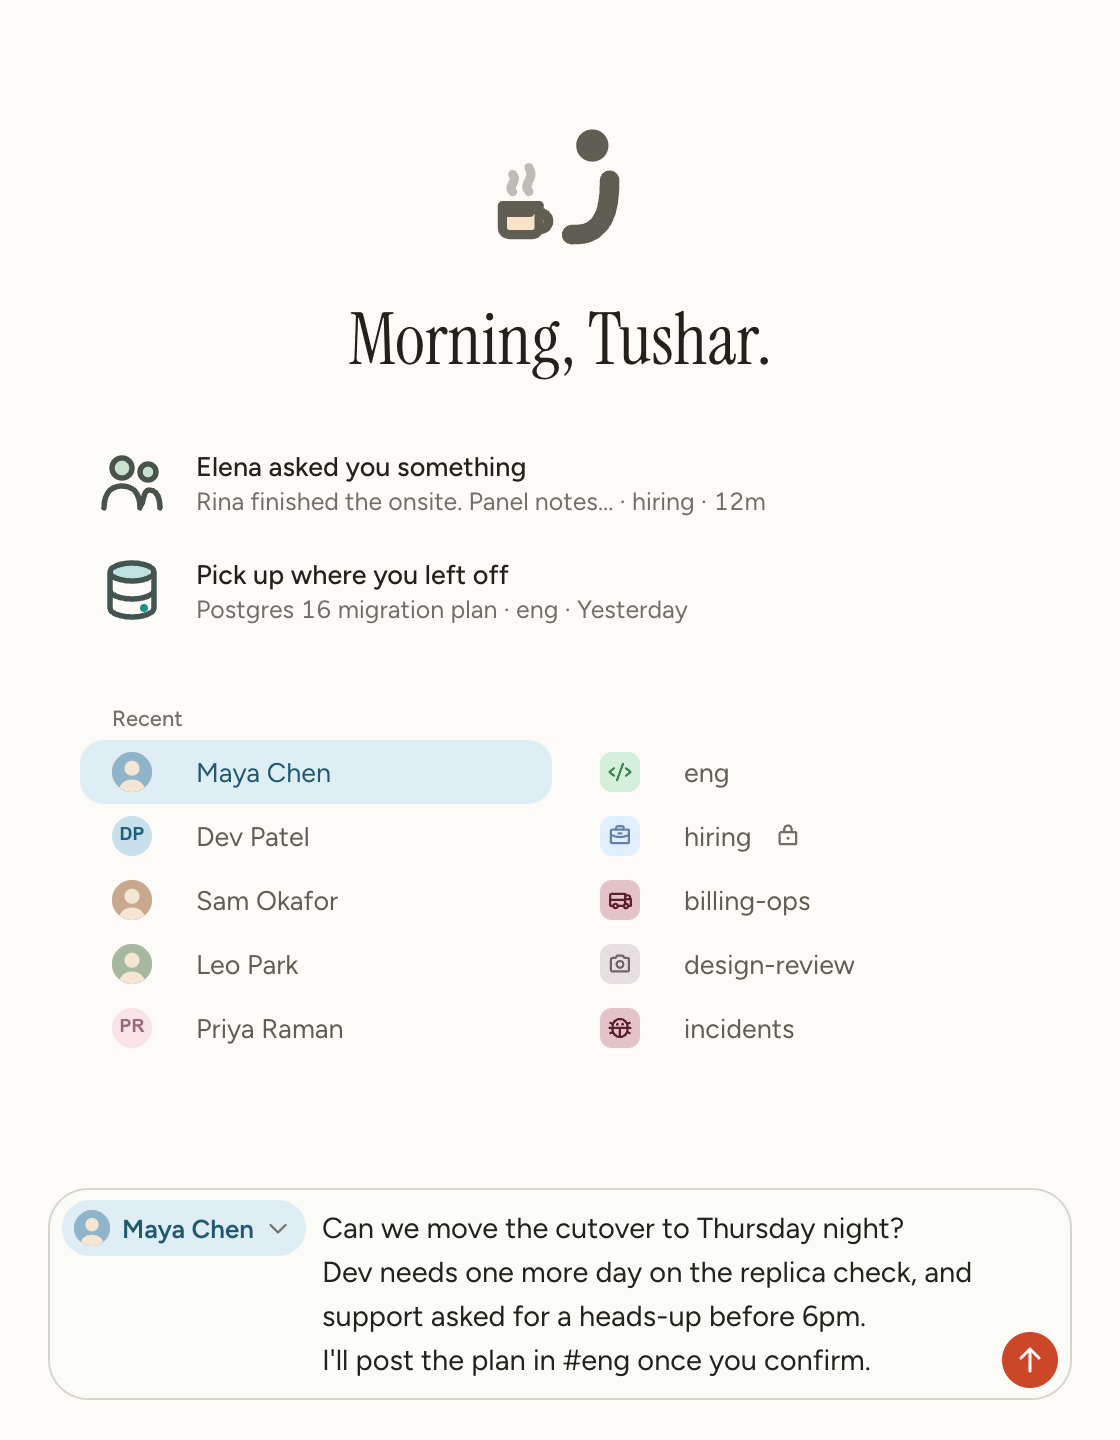 Morning, Tushar.
Elena asked you something
Rina finished the onsite. Panel notes... · hiring · 12m
Pick up where you left off
Postgres 16 migration plan · eng · Yesterday
Recent
Maya Chen
eng
DP Dev Patel
hiring
Sam Okafor
billing-ops
Leo Park
design-review
PR Priya Raman
incidents
Maya Chen
Can we move the cutover to Thursday night?
Dev needs one more day on the replica check, and
support asked for a heads-up before 6pm.
I'll post the plan in #eng once you confirm.